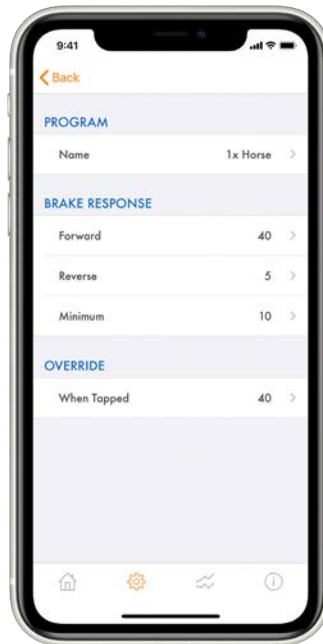 9:41
Back
PROGRAM
Name 1x Horse
BRAKE RESPONSE
Forward 40
Reverse 5
Minimum 10
OVERRIDE
When Tapped 40